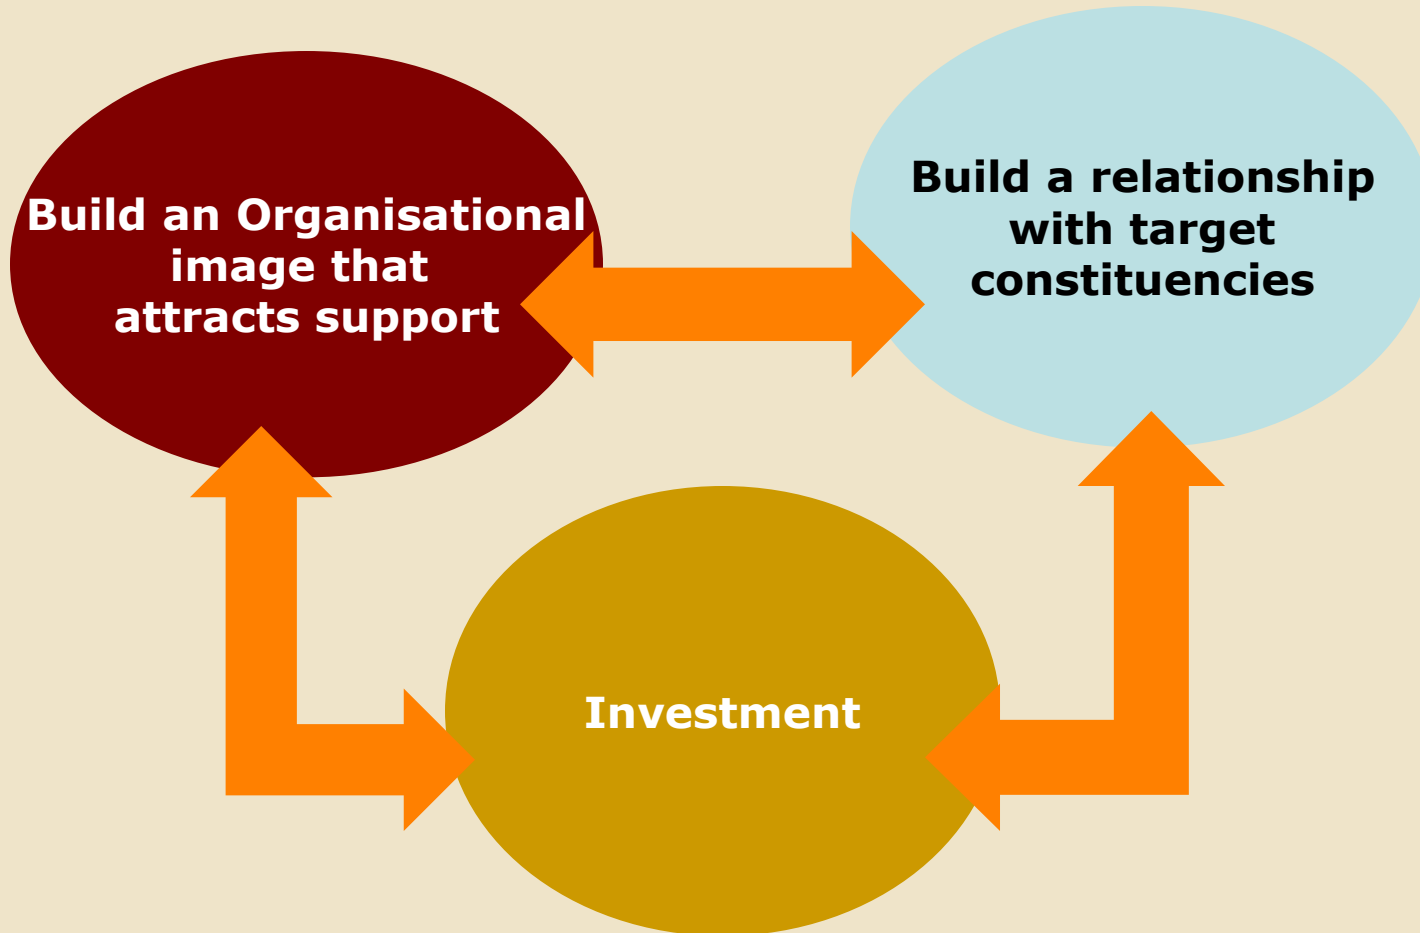 Build an Organisational
image that
attracts support
Build a relationship
with target
constituencies
Investment